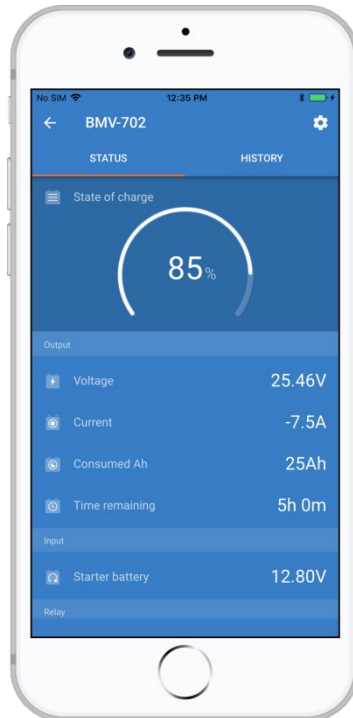 No SIM 12:35 PM
BMV-702
STATUS HISTORY
State of charge
85%
Output
Voltage 25.46V
Current -7.5A
Consumed Ah 25Ah
Time remaining 5h 0m
Input
Starter battery 12.80V
Relay